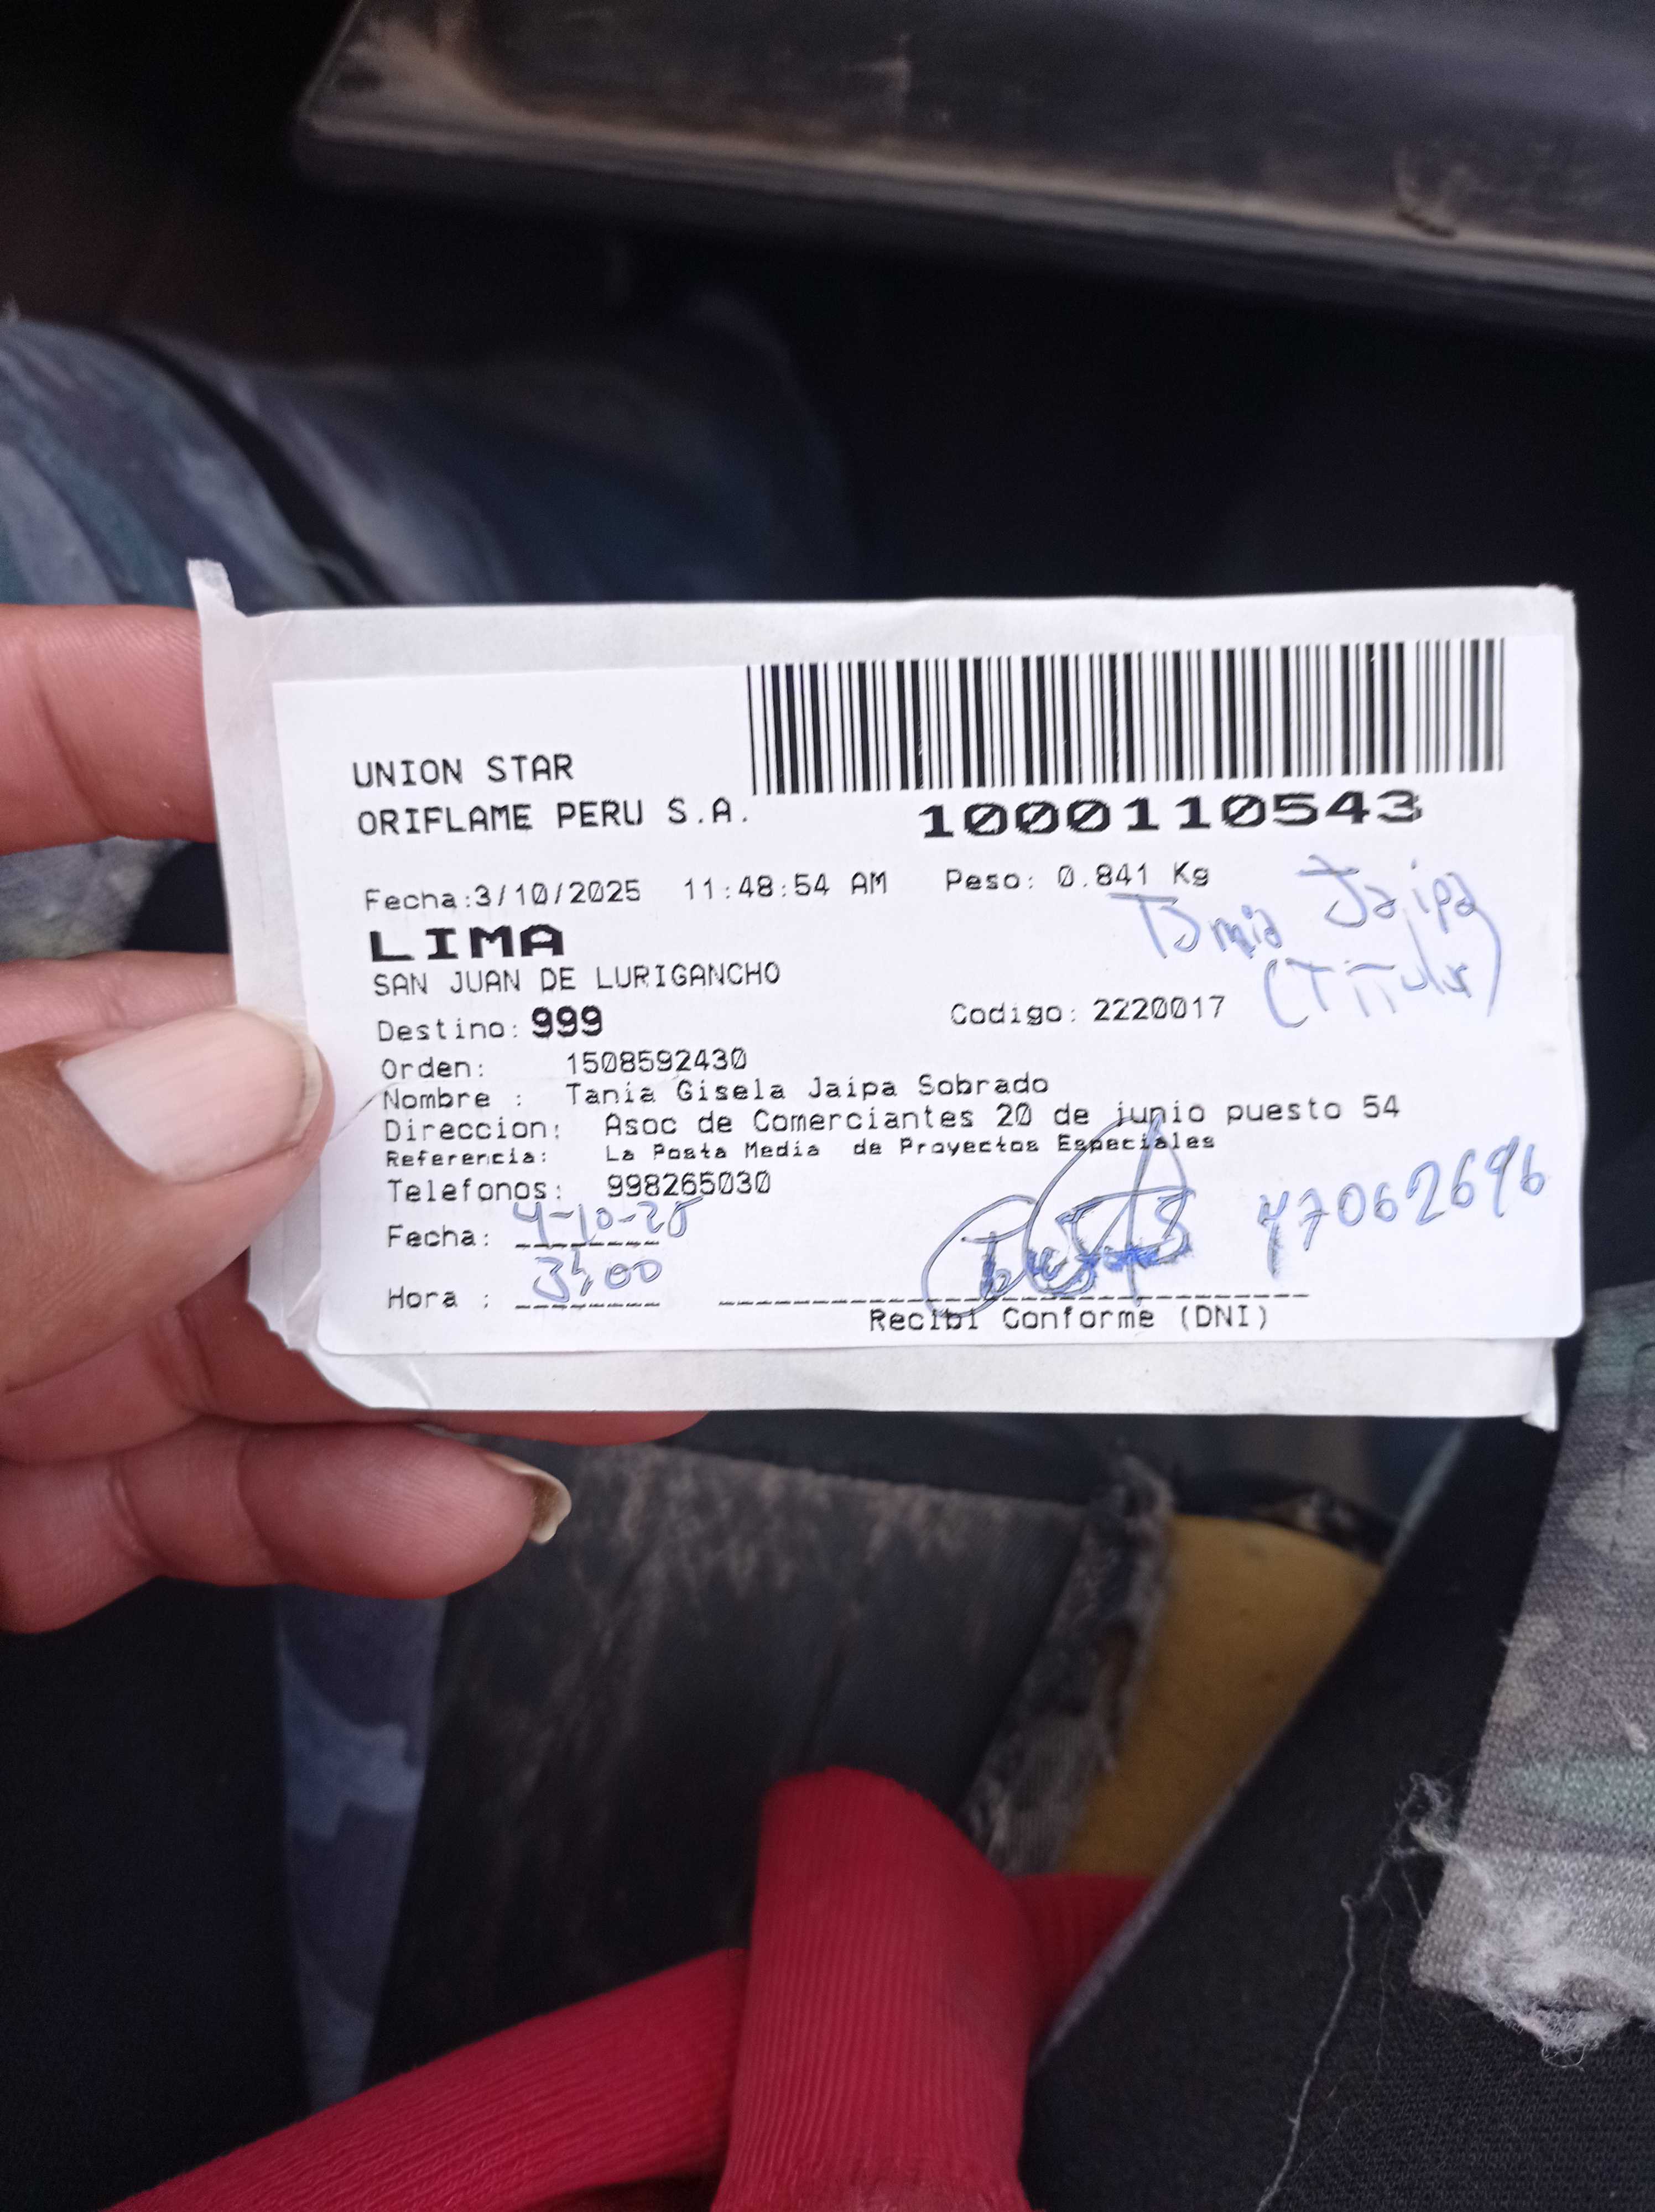 UNION STAR
ORIFLAME PERU S.A.
1000110543
Fecha:3/10/2025 11:48:54 AM Peso: 0.841 Kg
Tania Jaipa
(Titular)
LIMA
SAN JUAN DE LURIGANCHO
Destino: 999 Codigo: 2220017
Orden: 1508592430
Nombre : Tania Gisela Jaipa Sobrado
Direccion: Asoc de Comerciantes 20 de junio puesto 54
Referencia: La Posta Media de Proyectos Especiales
Telefonos: 998265030
Fecha: 4-10-25
47062696
Hora : 3:00
Recibi Conforme (DNI)